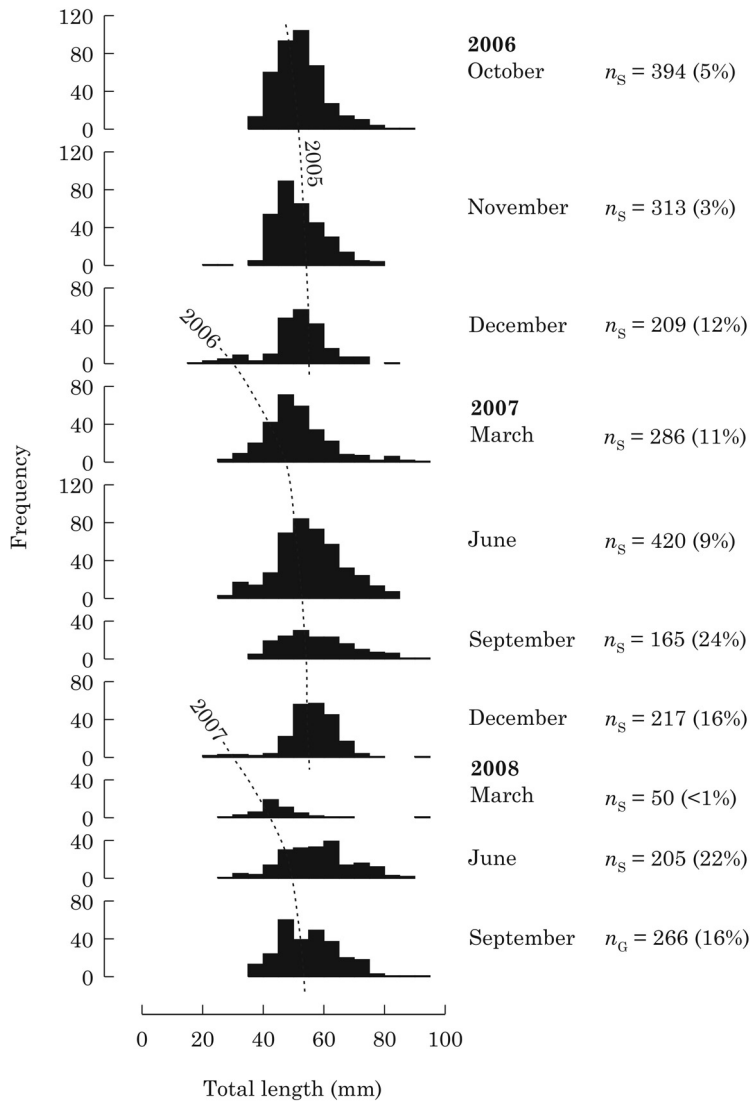 120
80
40
0
2006
October nS = 394 (5%)
2005
120
80
40
0
November nS = 313 (3%)
80
40
0
2006
December nS = 209 (12%)
80
40
0
2007
March nS = 286 (11%)
Frequency
120
80
40
0
June nS = 420 (9%)
40
0
September nS = 165 (24%)
80
40
0
2007
December nS = 217 (16%)
40
0
2008
March nS = 50 (<1%)
40
0
June nS = 205 (22%)
80
40
0
September nG = 266 (16%)
0 20 40 60 80 100
Total length (mm)